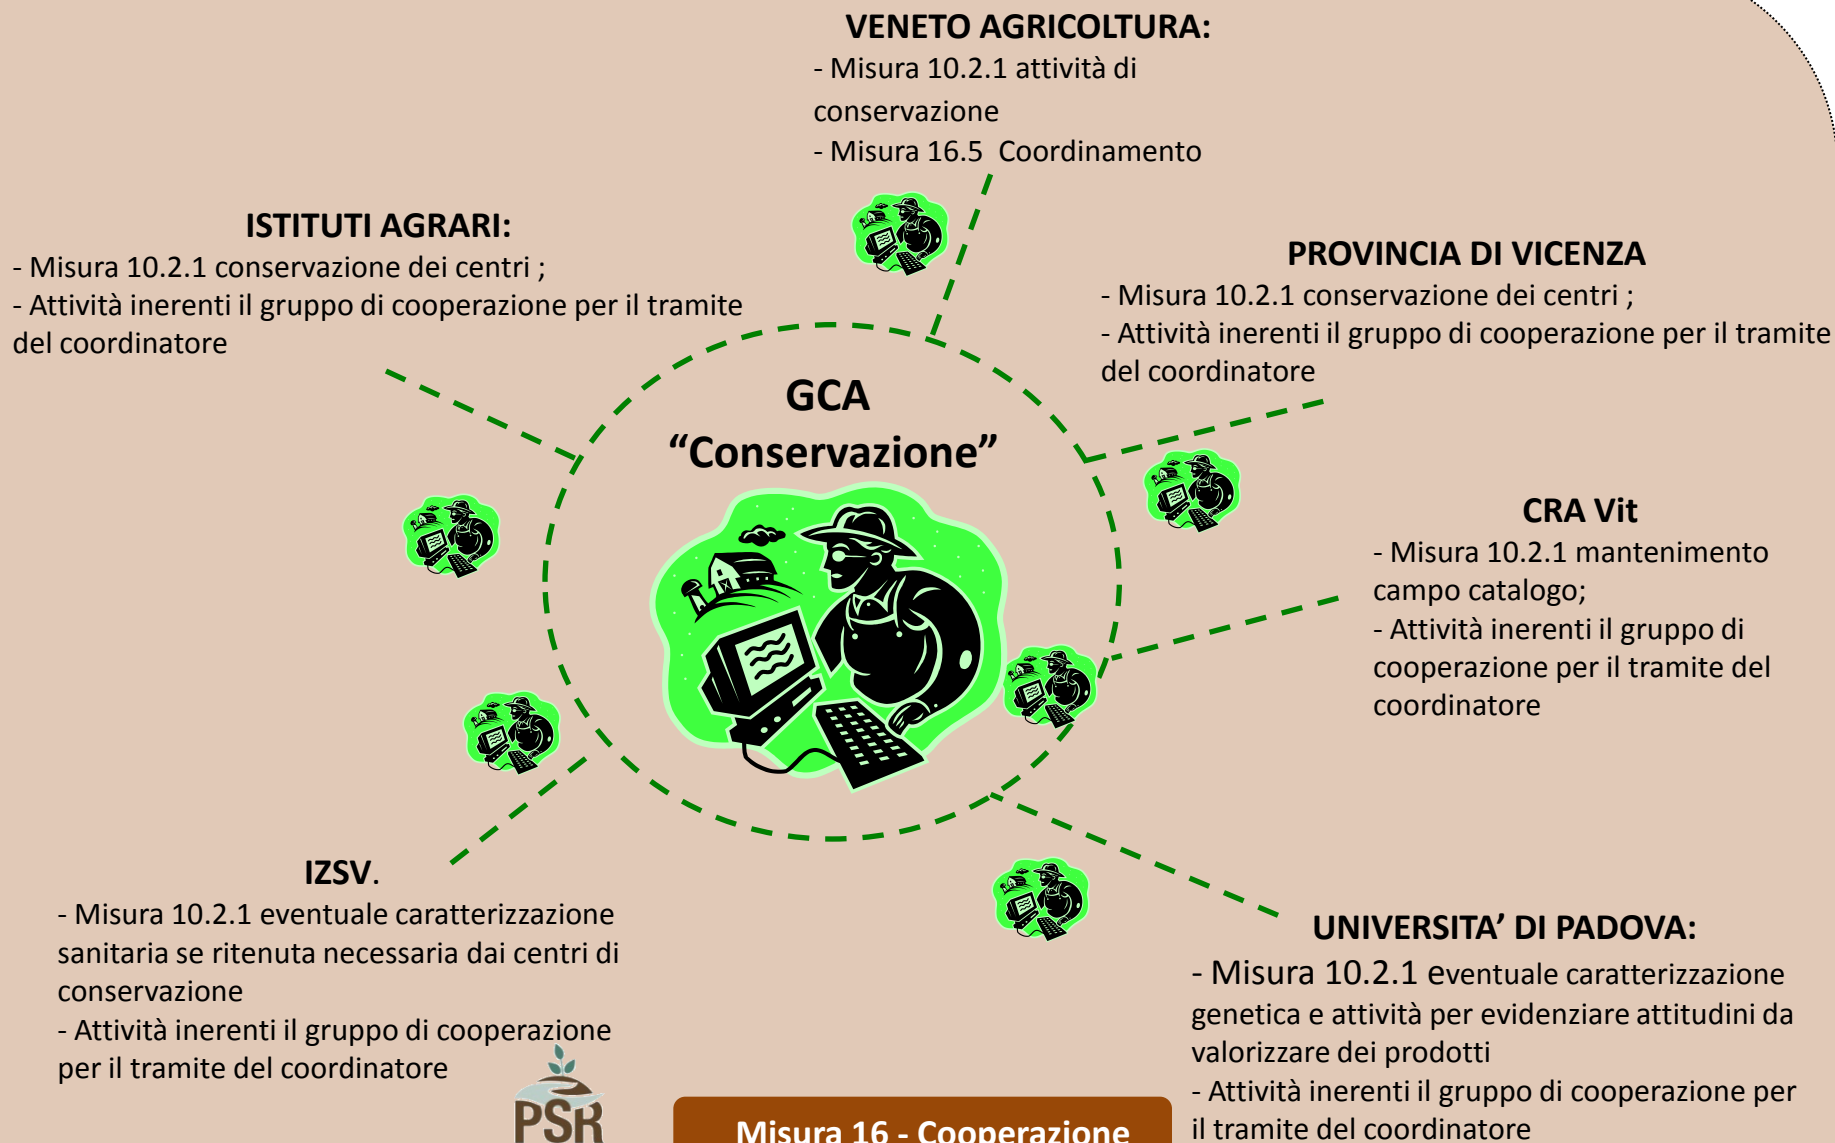 VENETO AGRICOLTURA:
- Misura 10.2.1 attività di
conservazione
- Misura 16.5 Coordinamento
ISTITUTI AGRARI:
- Misura 10.2.1 conservazione dei centri ;
- Attività inerenti il gruppo di cooperazione per il tramite
del coordinatore
PROVINCIA DI VICENZA
- Misura 10.2.1 conservazione dei centri ;
- Attività inerenti il gruppo di cooperazione per il tramite
del coordinatore
GCA
“Conservazione”
CRA Vit
- Misura 10.2.1 mantenimento
campo catalogo;
- Attività inerenti il gruppo di
cooperazione per il tramite del
coordinatore
IZSV.
- Misura 10.2.1 eventuale caratterizzazione
sanitaria se ritenuta necessaria dai centri di
conservazione
- Attività inerenti il gruppo di cooperazione
per il tramite del coordinatore
UNIVERSITA’ DI PADOVA:
- Misura 10.2.1 eventuale caratterizzazione
genetica e attività per evidenziare attitudini da
valorizzare dei prodotti
- Attività inerenti il gruppo di cooperazione per
il tramite del coordinatore
PSR
Misura 16 - Cooperazione